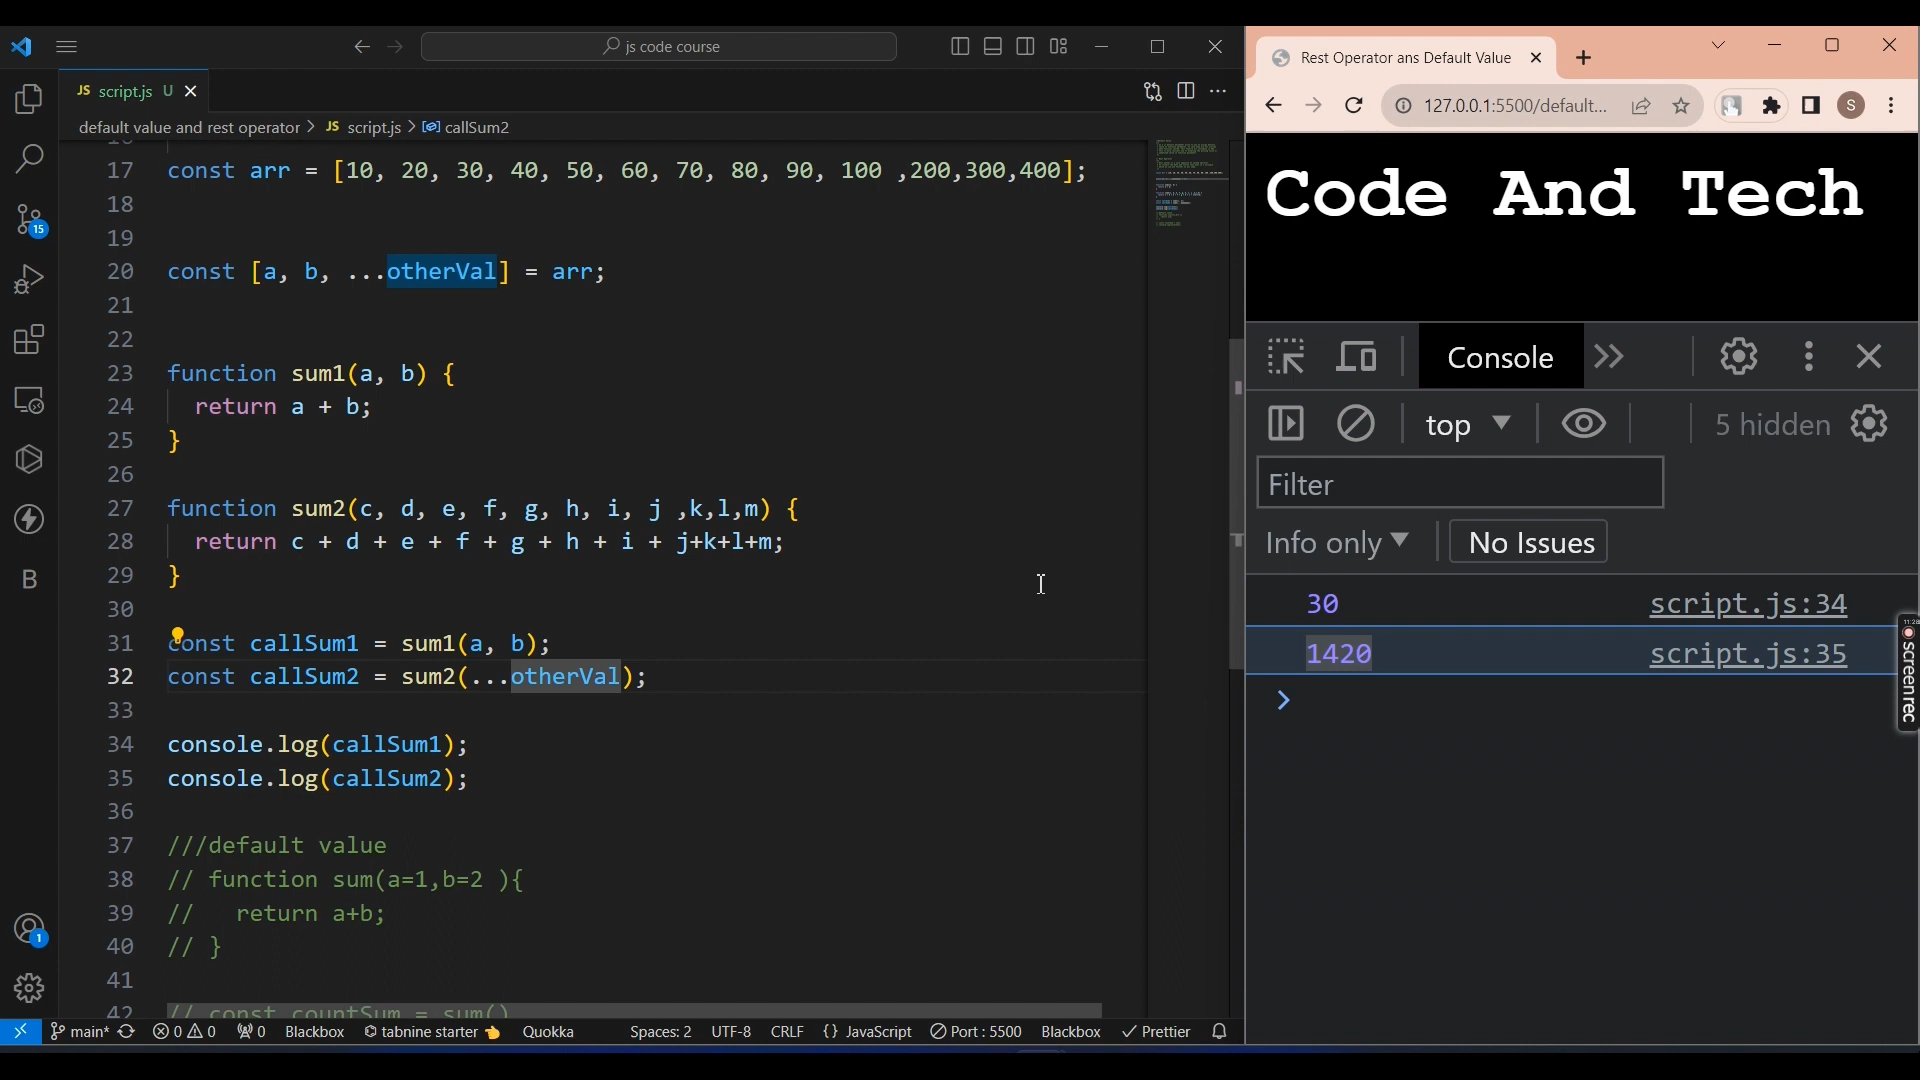 js code course
JS script.js U
default value and rest operator > JS script.js > callSum2
17 const arr = [10, 20, 30, 40, 50, 60, 70, 80, 90, 100 ,200,300,400];
18
19
20 const [a, b, ...otherVal] = arr;
21
22
23 function sum1(a, b) {
24 return a + b;
25 }
26
27 function sum2(c, d, e, f, g, h, i, j ,k,l,m) {
28 return c + d + e + f + g + h + i + j+k+l+m;
29 }
30
31 const callSum1 = sum1(a, b);
32 const callSum2 = sum2(...otherVal);
33
34 console.log(callSum1);
35 console.log(callSum2);
36
37 ///default value
38 // function sum(a=1,b=2 ){
39 // return a+b;
40 // }
41
42 // const countSum = sum()
15
B
1
main* 0 0 0 Blackbox tabnine starter Quokka Spaces: 2 UTF-8 CRLF {} JavaScript Port : 5500 Blackbox Prettier
Rest Operator ans Default Value
127.0.0.1:5500/default... S
Code And Tech
Console
top 5 hidden
Filter
Info only No Issues
30 script.js:34
1420 script.js:35
screenrec